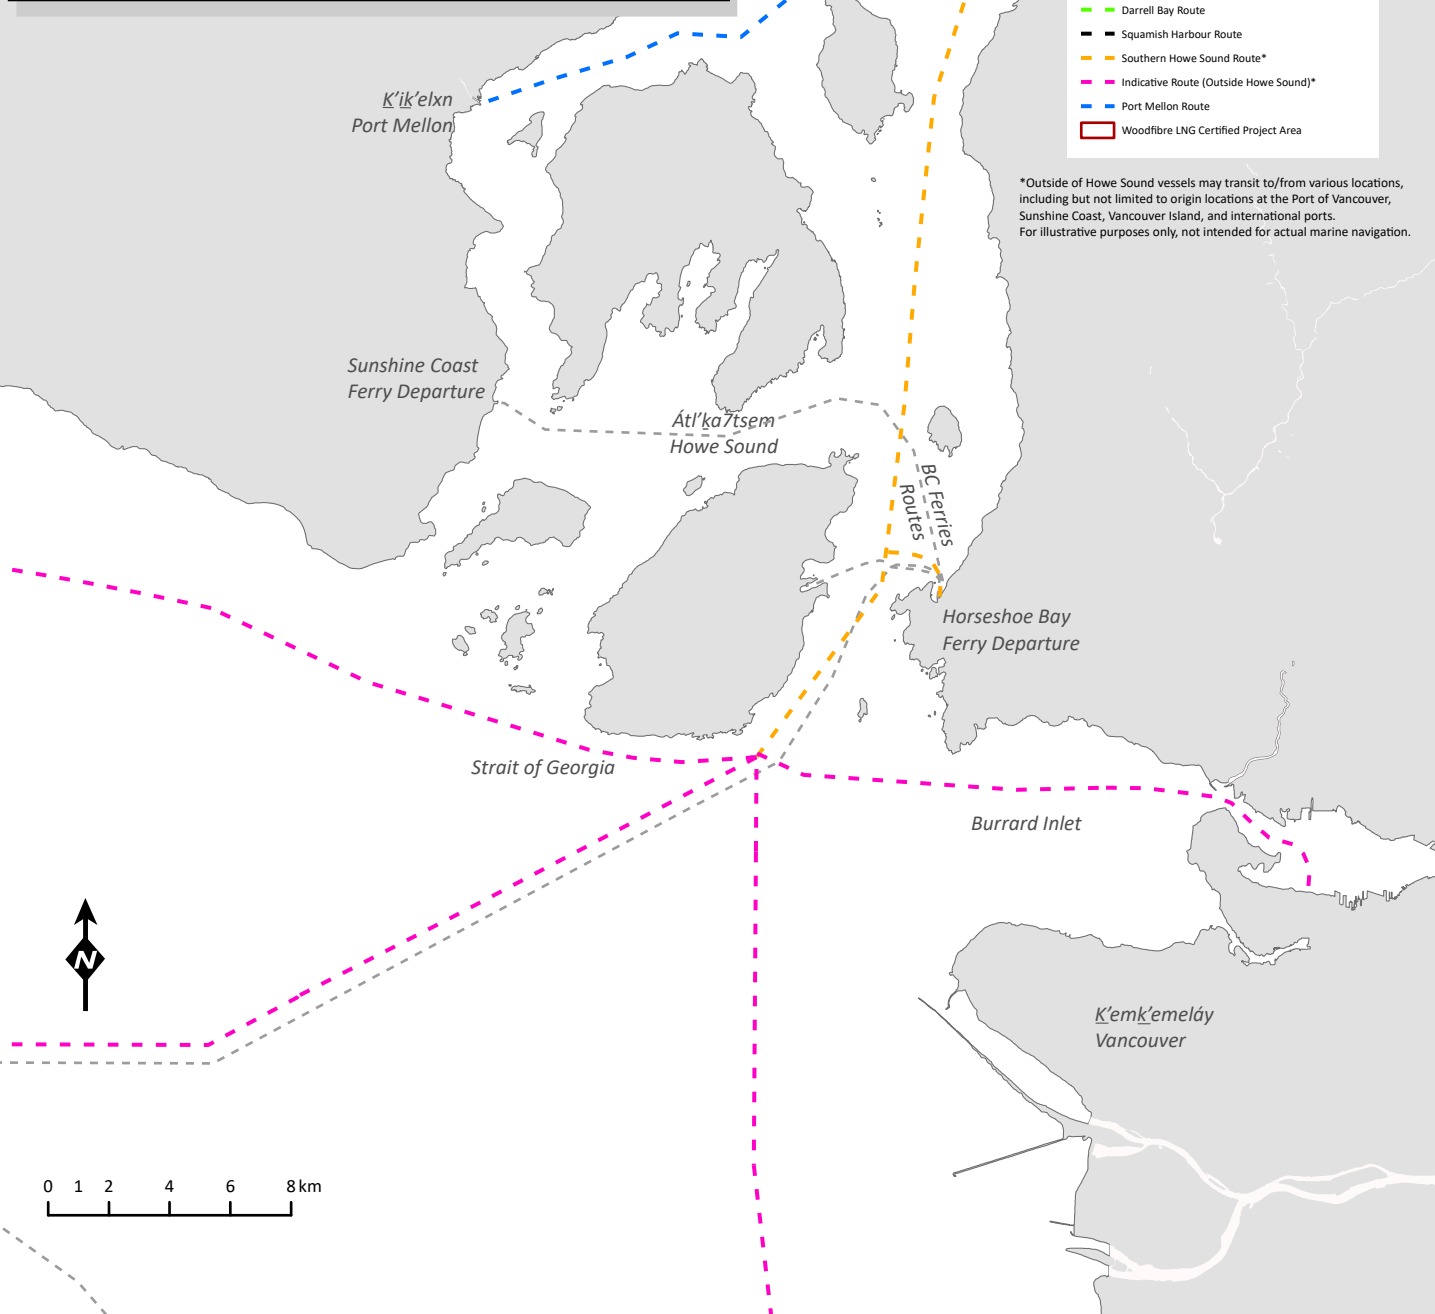 Darrell Bay Route
Squamish Harbour Route
Southern Howe Sound Route*
Indicative Route (Outside Howe Sound)*
Port Mellon Route
Woodfibre LNG Certified Project Area
*Outside of Howe Sound vessels may transit to/from various locations,
including but not limited to origin locations at the Port of Vancouver,
Sunshine Coast, Vancouver Island, and international ports.
For illustrative purposes only, not intended for actual marine navigation.
K̲’ik̲’elxn
Port Mellon
Sunshine Coast
Ferry Departure
Átl’k̲a7tsem
Howe Sound
BC Ferries
Routes
Horseshoe Bay
Ferry Departure
Strait of Georgia
Burrard Inlet
N
K̲’emk̲’emeláy
Vancouver
0 1 2 4 6 8 km